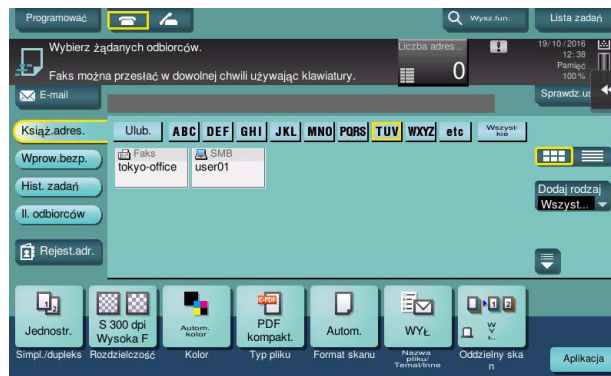 Programować
Wysz.fun.
Lista zadań
Wybierz żądanych odbiorców.
Liczba adres...
0
19/10/2016
12:38
Pamięć
100%
Faks można przesłać w dowolnej chwili używając klawiatury.
E-mail
Sprawdz.us
Książ.adres.
Ulub.
ABC DEF GHI JKL MNO PQRS TUV WXYZ etc
Wszyst-
kie
Wprow.bezp.
Hist. zadań
Il. odbiorców
Rejest.adr.
Faks
tokyo-office
SMB
user01
Dodaj rodzaj
Wszyst...
Jednostr.
S 300 dpi
Wysoka F
Autom.
kolor
C-PDF
PDF
kompakt.
Autom.
WYŁ
W
Y
Ł.
Simpl./dupleks
Rozdzielczość
Kolor
Typ pliku
Format skanu
Nazwa
pliku/
Temat/Inne
Oddzielny ska
n
Aplikacja